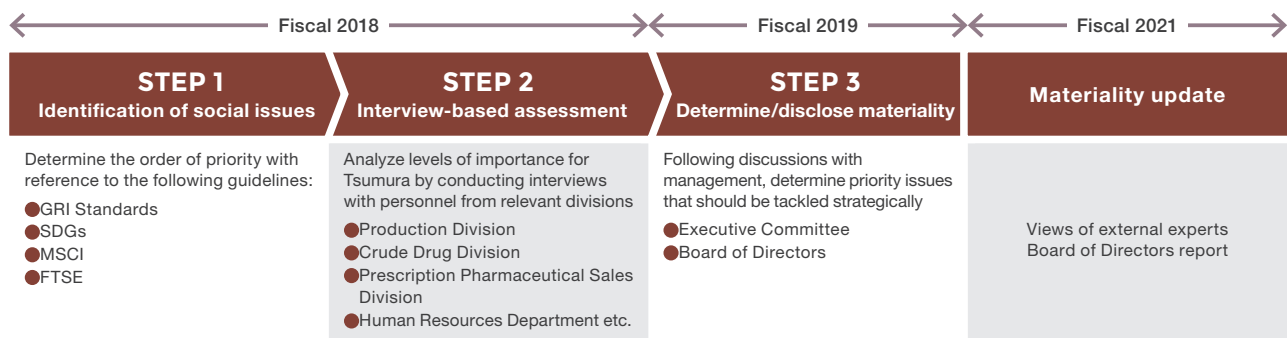 Fiscal 2018
Fiscal 2019
Fiscal 2021
STEP 1
Identification of social issues
STEP 2
Interview-based assessment
STEP 3
Determine/disclose materiality
Materiality update
Determine the order of priority with
reference to the following guidelines:
●GRI Standards
●SDGs
●MSCI
●FTSE
Analyze levels of importance for
Tsumura by conducting interviews
with personnel from relevant divisions
●Production Division
●Crude Drug Division
●Prescription Pharmaceutical Sales
Division
●Human Resources Department etc.
Following discussions with
management, determine priority issues
that should be tackled strategically
●Executive Committee
●Board of Directors
Views of external experts
Board of Directors report